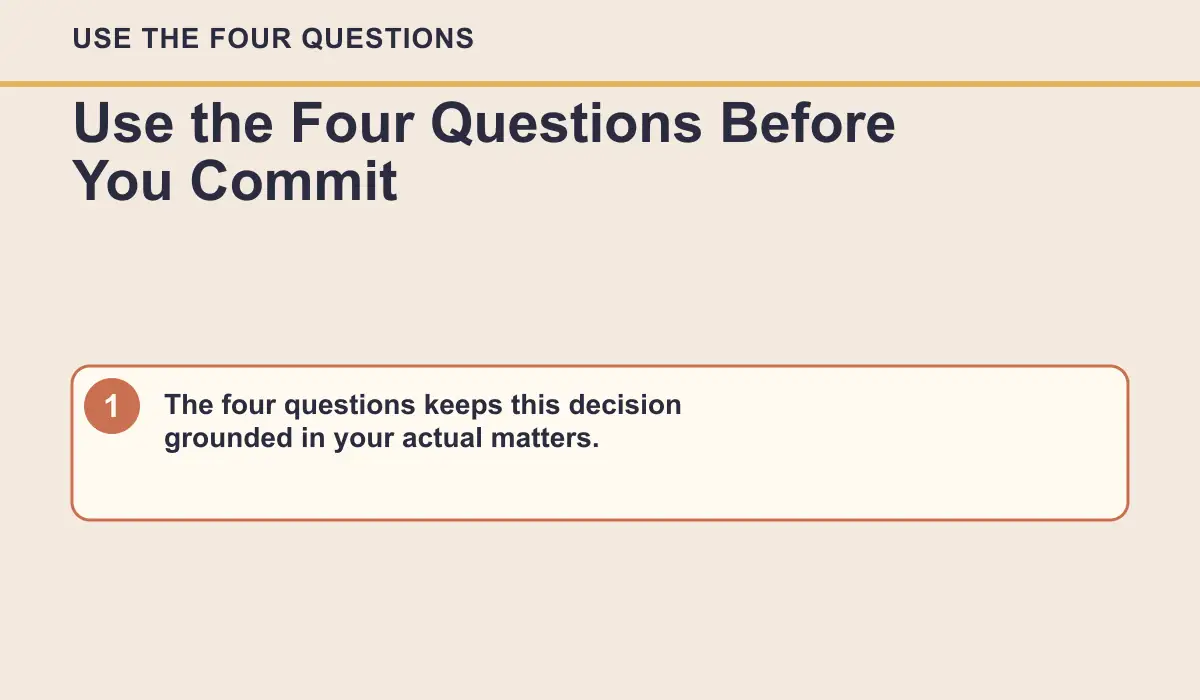 USE THE FOUR QUESTIONS
Use the Four Questions Before
You Commit
1
The four questions keeps this decision
grounded in your actual matters.